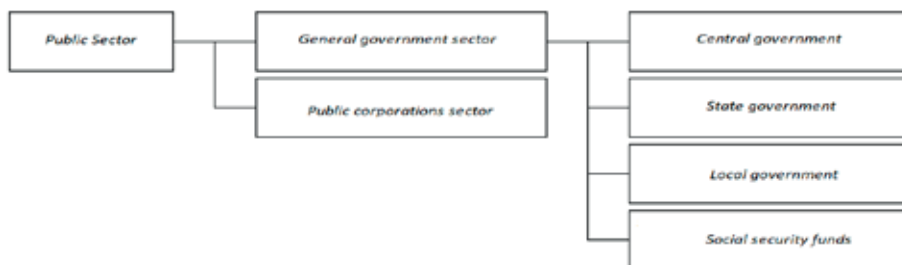 Public Sector
General government sector
Central government
Public corporations sector
State government
Local government
Social security funds